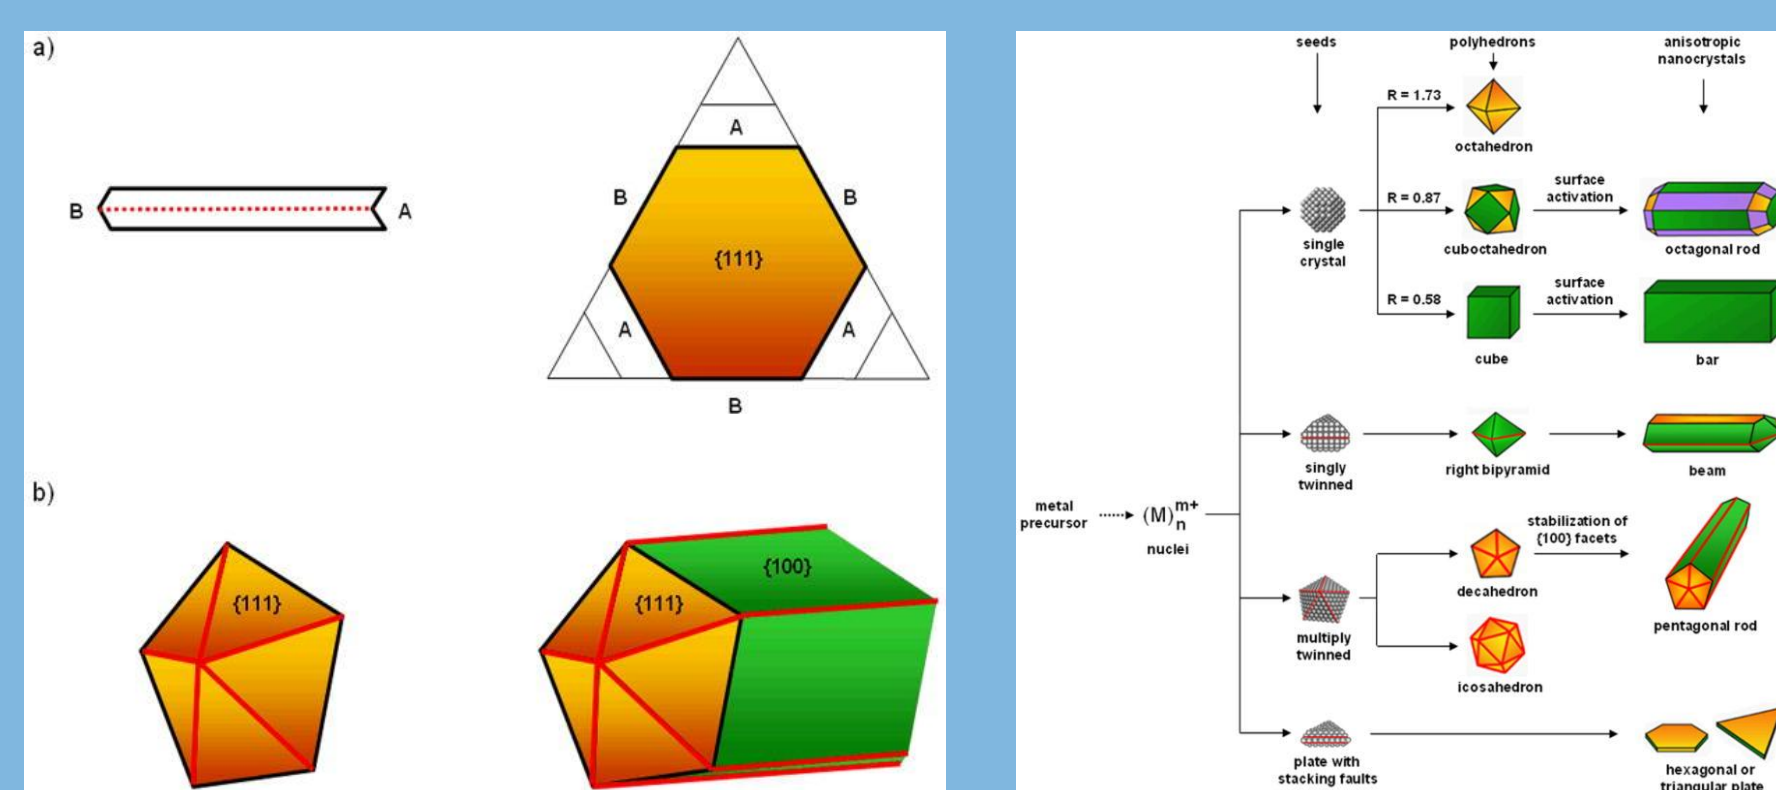 a)
B
A
A
B
B
{111}
A
A
B
b)
{111}
{111}
{100}
seeds
polyhedrons
anisotropic
nanocrystals
R = 1.73
octahedron
R = 0.87
surface
activation
single
crystal
cuboctahedron
octagonal rod
R = 0.58
surface
activation
cube
bar
singly
twinned
right bipyramid
beam
metal
precursor
(M)n m+
nuclei
stabilization of
{100} facets
decahedron
pentagonal rod
multiply
twinned
icosahedron
plate with
stacking faults
hexagonal or
triangular plate